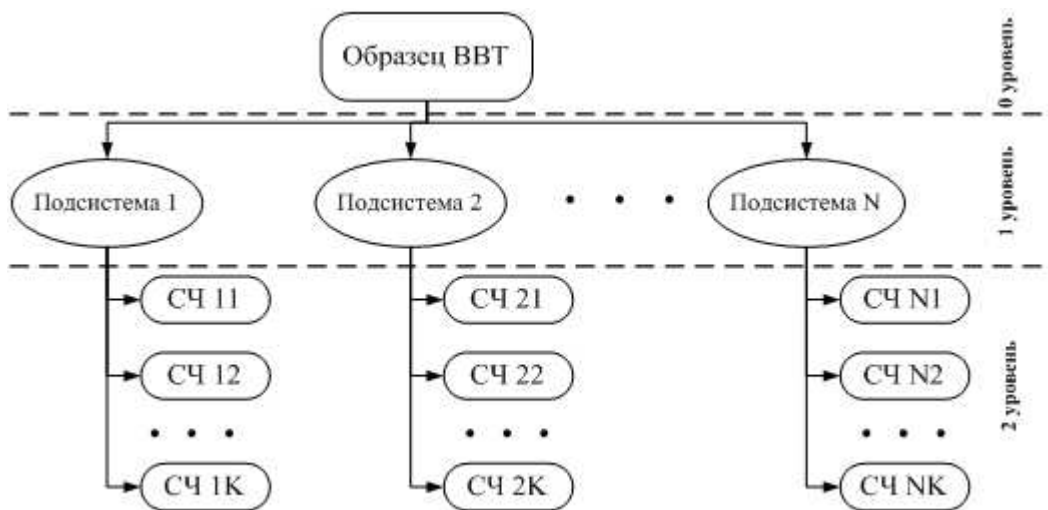 Образец ВВТ
0 уровень
Подсистема 1
Подсистема 2
Подсистема N
1 уровень
СЧ 11
СЧ 21
СЧ N1
СЧ 12
СЧ 22
СЧ N2
2 уровень
СЧ 1K
СЧ 2K
СЧ NK